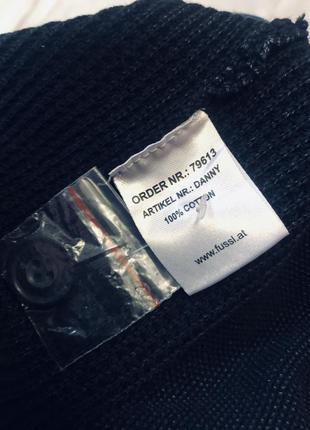 ORDER NR.: 79613
ARTIKEL NR.: DANNY
100% COTTON
www.fussl.at